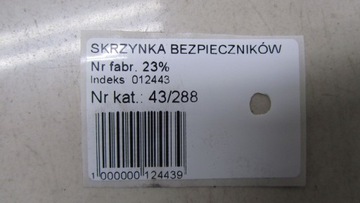 SKRZYNKA BEZPIECZNIKÓW
Nr fabr. 23%
Indeks 012443
Nr kat.: 43/288
1 000000 124439